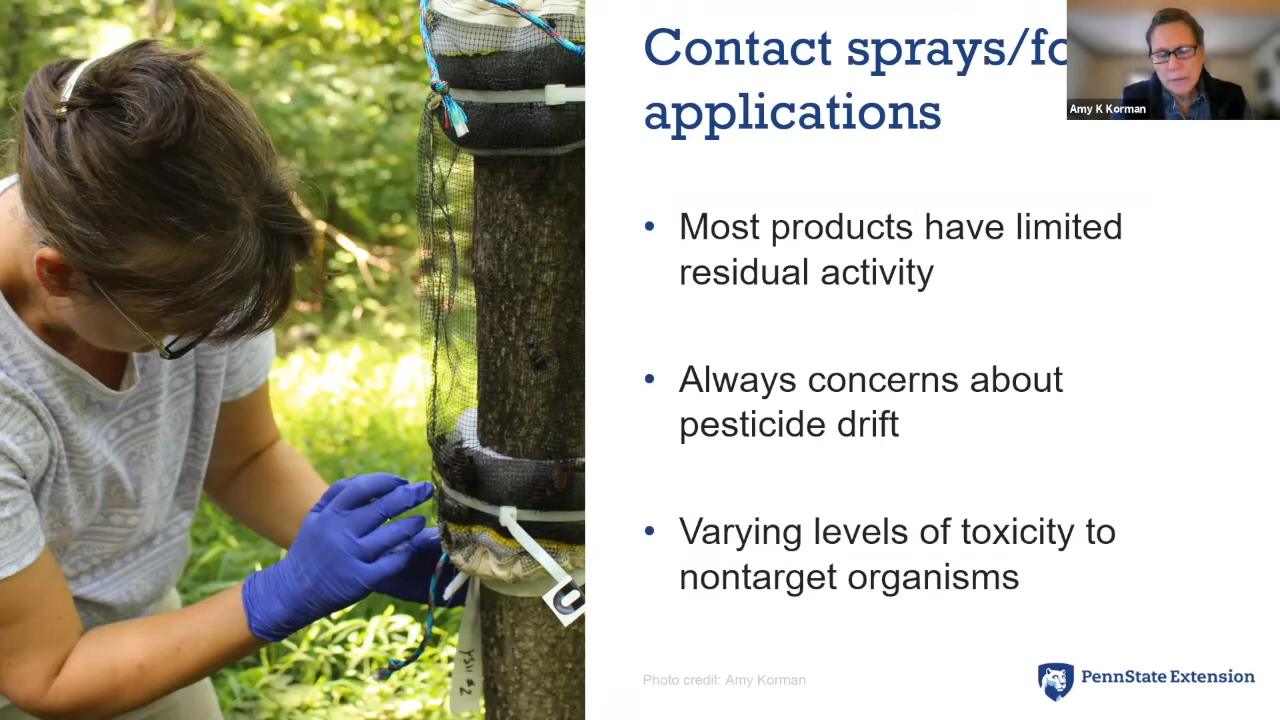 Contact sprays/fo
applications
Amy K Korman
• Most products have limited
residual activity
• Always concerns about
pesticide drift
• Varying levels of toxicity to
nontarget organisms
Photo credit: Amy Korman
PennState Extension